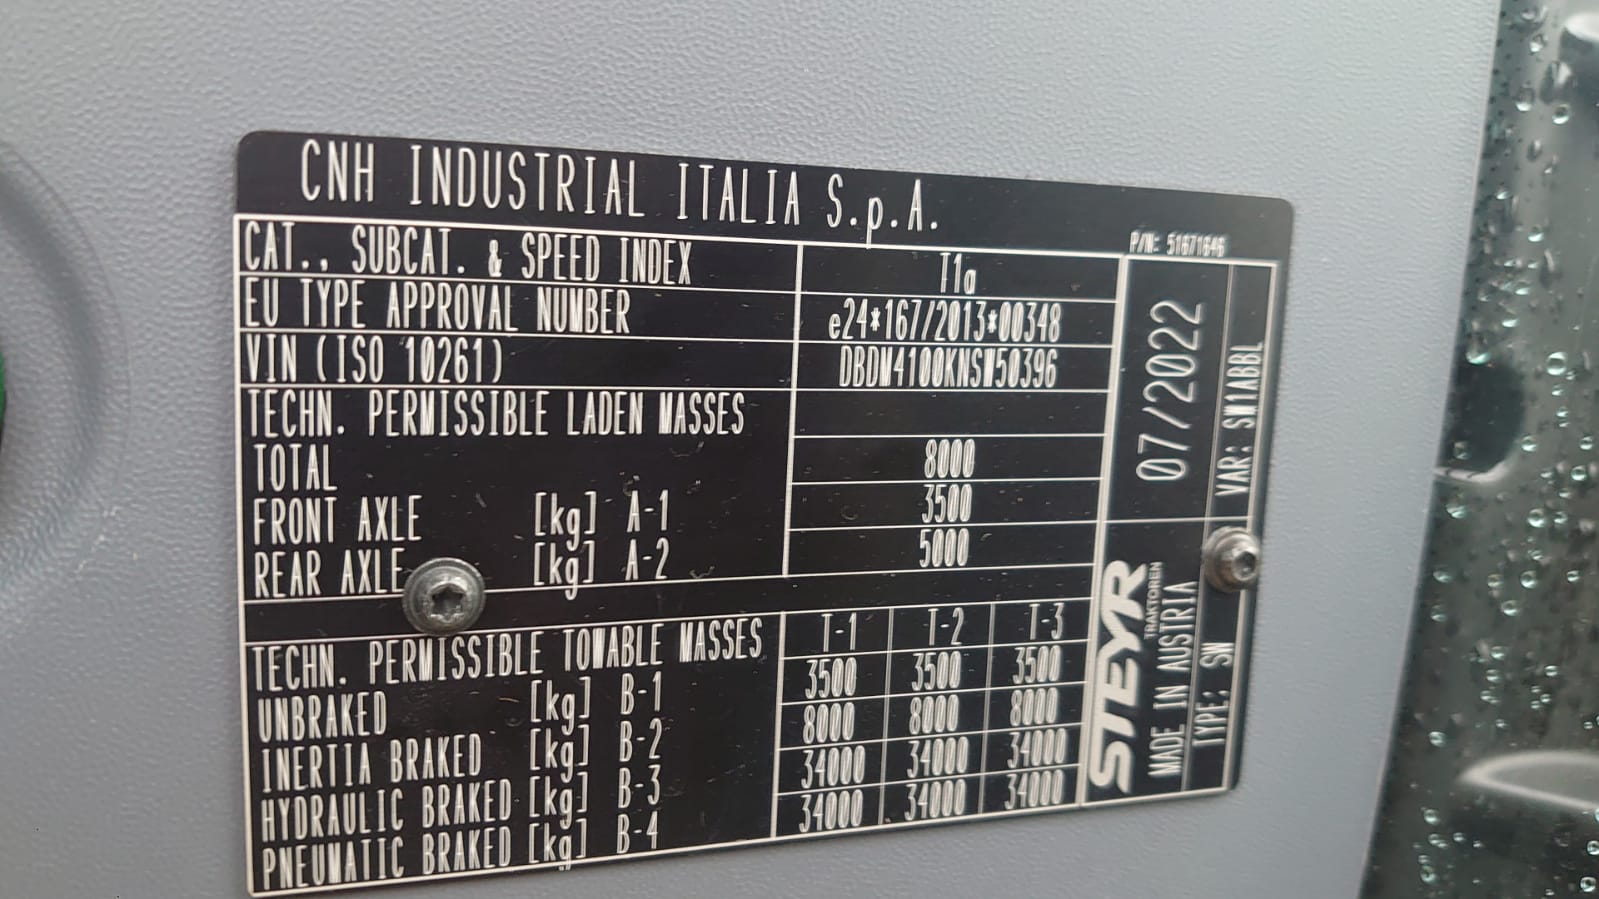 CNH INDUSTRIAL ITALIA S.p.A.
P/N: 51671646
CAT., SUBCAT. & SPEED INDEX T1a
EU TYPE APPROVAL NUMBER e24*167/2013*00348
VIN (ISO 10261) DBDW4100KNSW50396
TECHN. PERMISSIBLE LADEN MASSES
TOTAL 8000
FRONT AXLE [kg] A-1 3500
REAR AXLE [kg] A-2 5000
TECHN. PERMISSIBLE TOWABLE MASSES T-1 T-2 T-3
UNBRAKED [kg] B-1 3500 3500 3500
INERTIA BRAKED [kg] B-2 8000 8000 8000
HYDRAULIC BRAKED [kg] B-3 34000 34000 34000
PNEUMATIC BRAKED [kg] B-4 34000 34000 34000
07/2022
VAR: SW1ABBL
STEYR
TRAKTOREN
MADE IN AUSTRIA
TYPE: SW